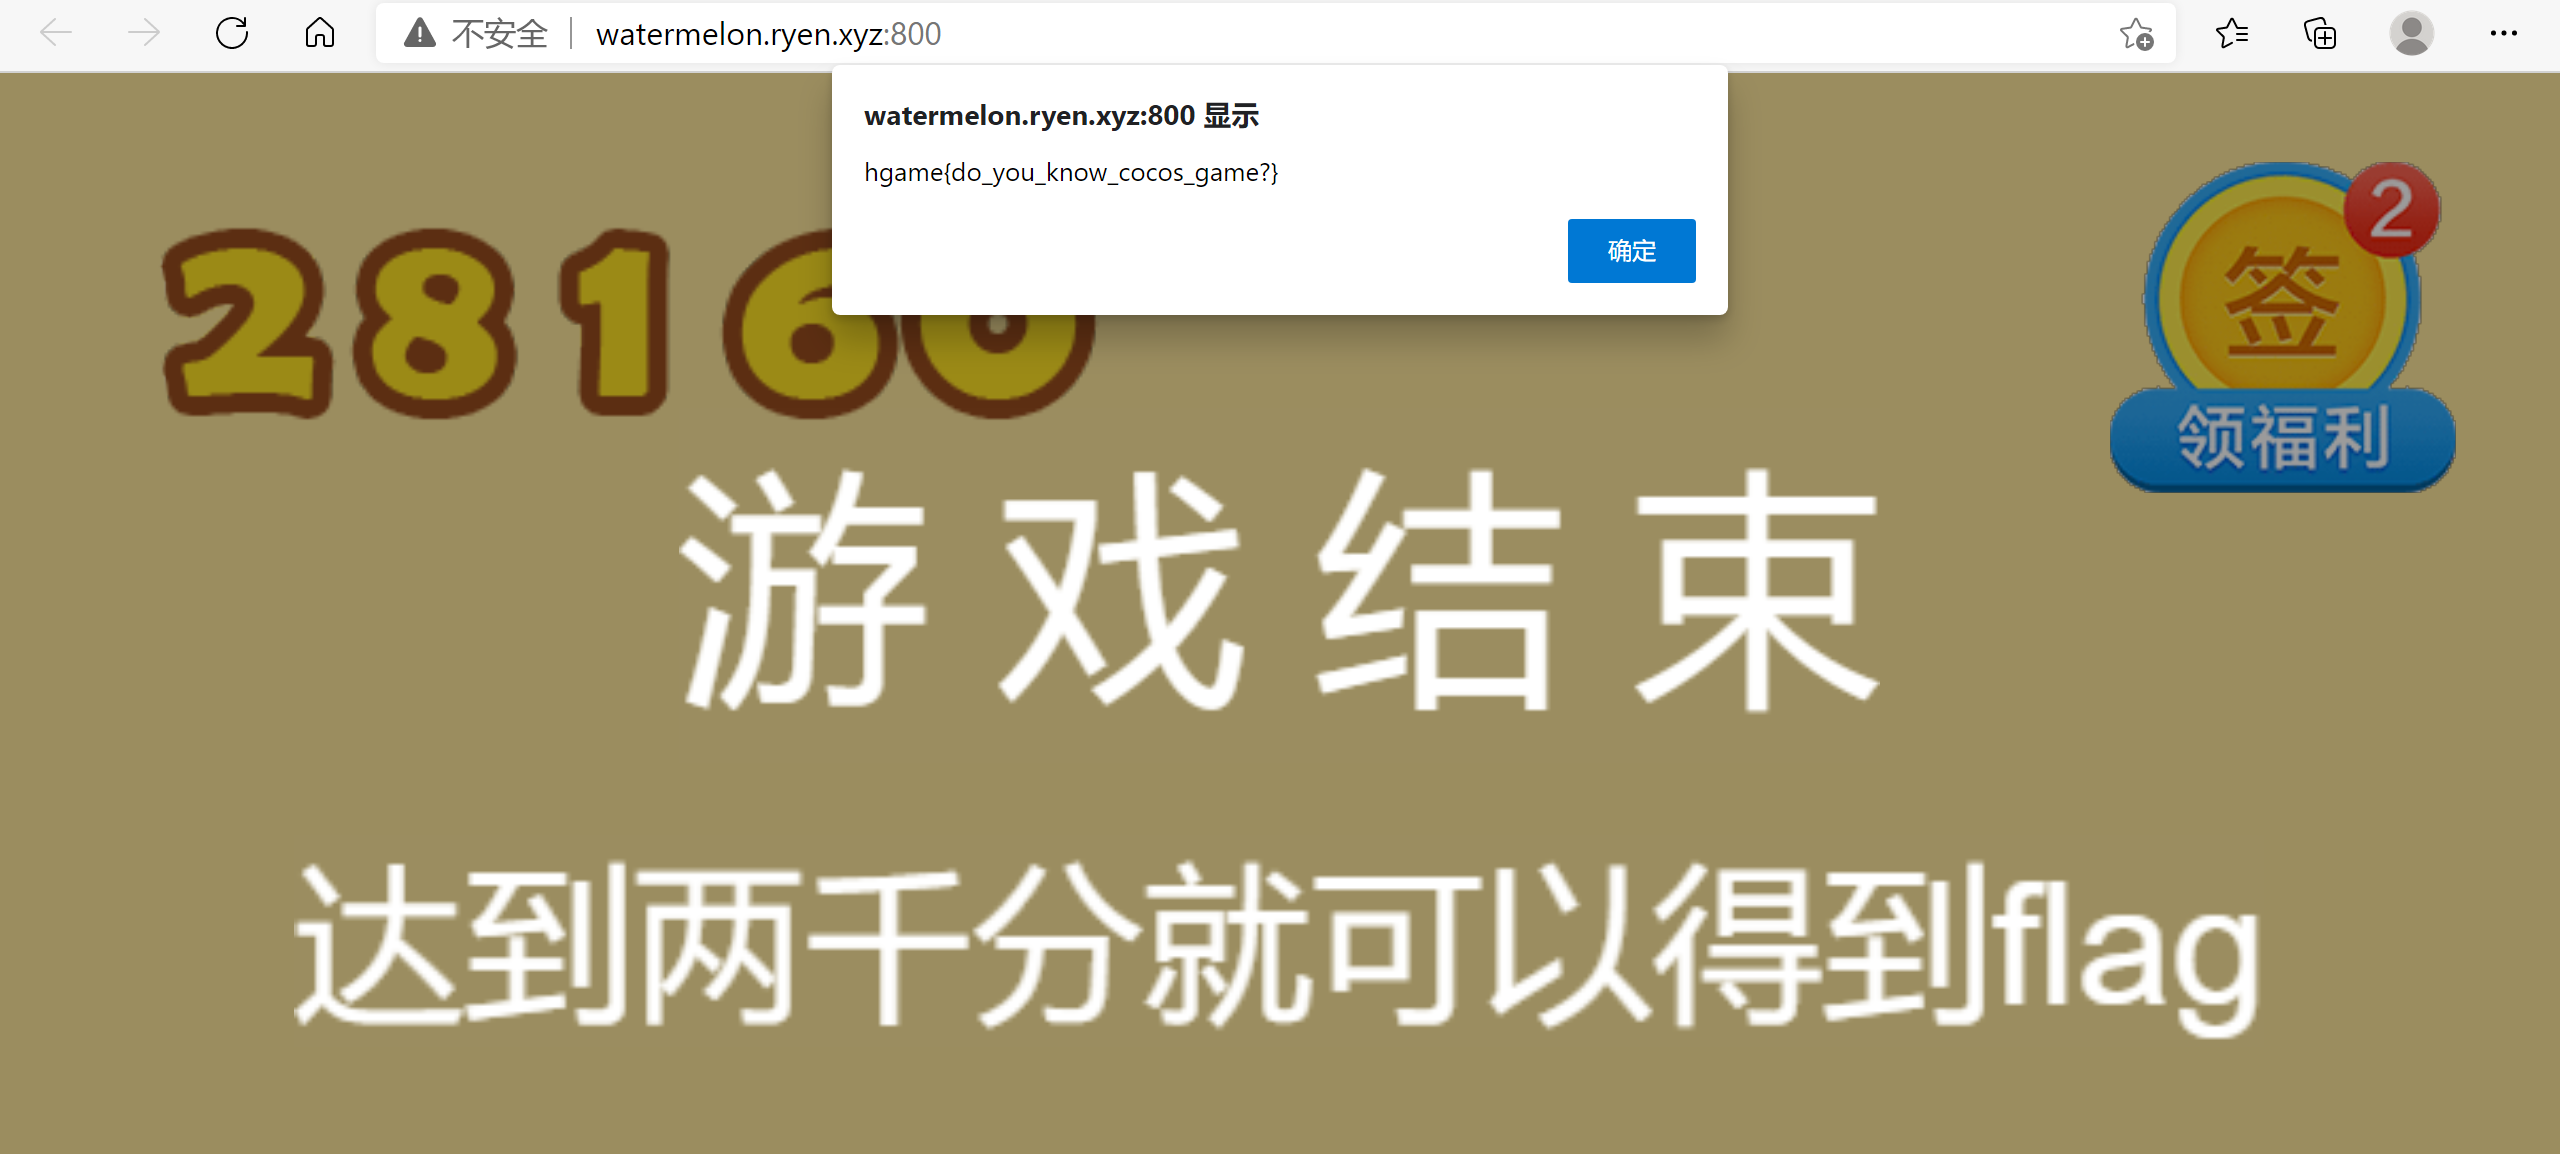 不安全 watermelon.ryen.xyz:800
watermelon.ryen.xyz:800 显示
hgame{do_you_know_cocos_game?}
确定
28160
2
签
领福利
游戏结束
达到两千分就可以得到flag